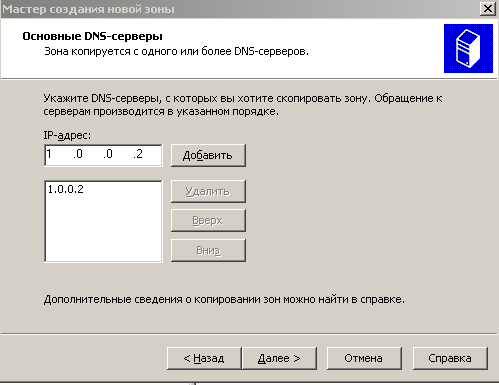 Мастер создания новой зоны
Основные DNS-серверы
Зона копируется с одного или более DNS-серверов.
Укажите DNS-серверы, с которых вы хотите скопировать зону. Обращение к
серверам производится в указанном порядке.
IP-адрес:
1 .0 .0 .2 Добавить
1.0.0.2 Удалить
Вверх
Вниз
Дополнительные сведения о копировании зон можно найти в справке.
< Назад Далее > Отмена Справка